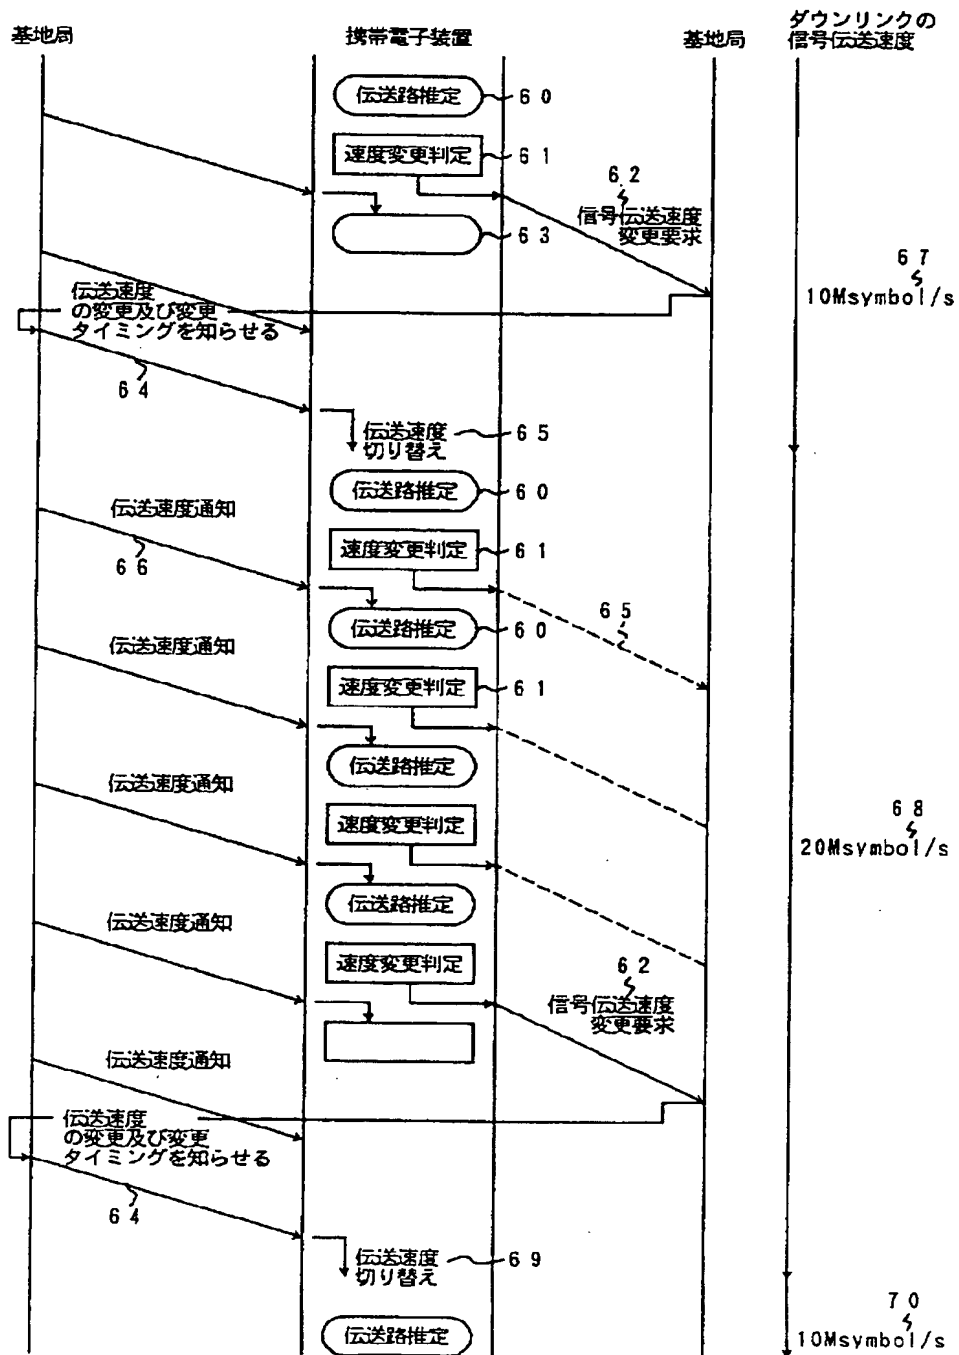 基地局
携帯電子装置
基地局
ダウンリンクの
信号伝送速度
伝送路推定
60
速度変更判定
61
62
信号伝送速度
変更要求
63
67
10Msymbol/s
伝送速度
の変更及び変更
タイミングを知らせる
64
伝送速度
切り替え
65
伝送路推定
60
伝送速度通知
66
速度変更判定
61
65
伝送路推定
60
伝送速度通知
速度変更判定
61
伝送路推定
伝送速度通知
速度変更判定
68
20Msymbol/s
伝送路推定
伝送速度通知
速度変更判定
62
信号伝送速度
変更要求
伝送速度通知
伝送速度
の変更及び変更
タイミングを知らせる
64
伝送速度
切り替え
69
70
10Msymbol/s
伝送路推定